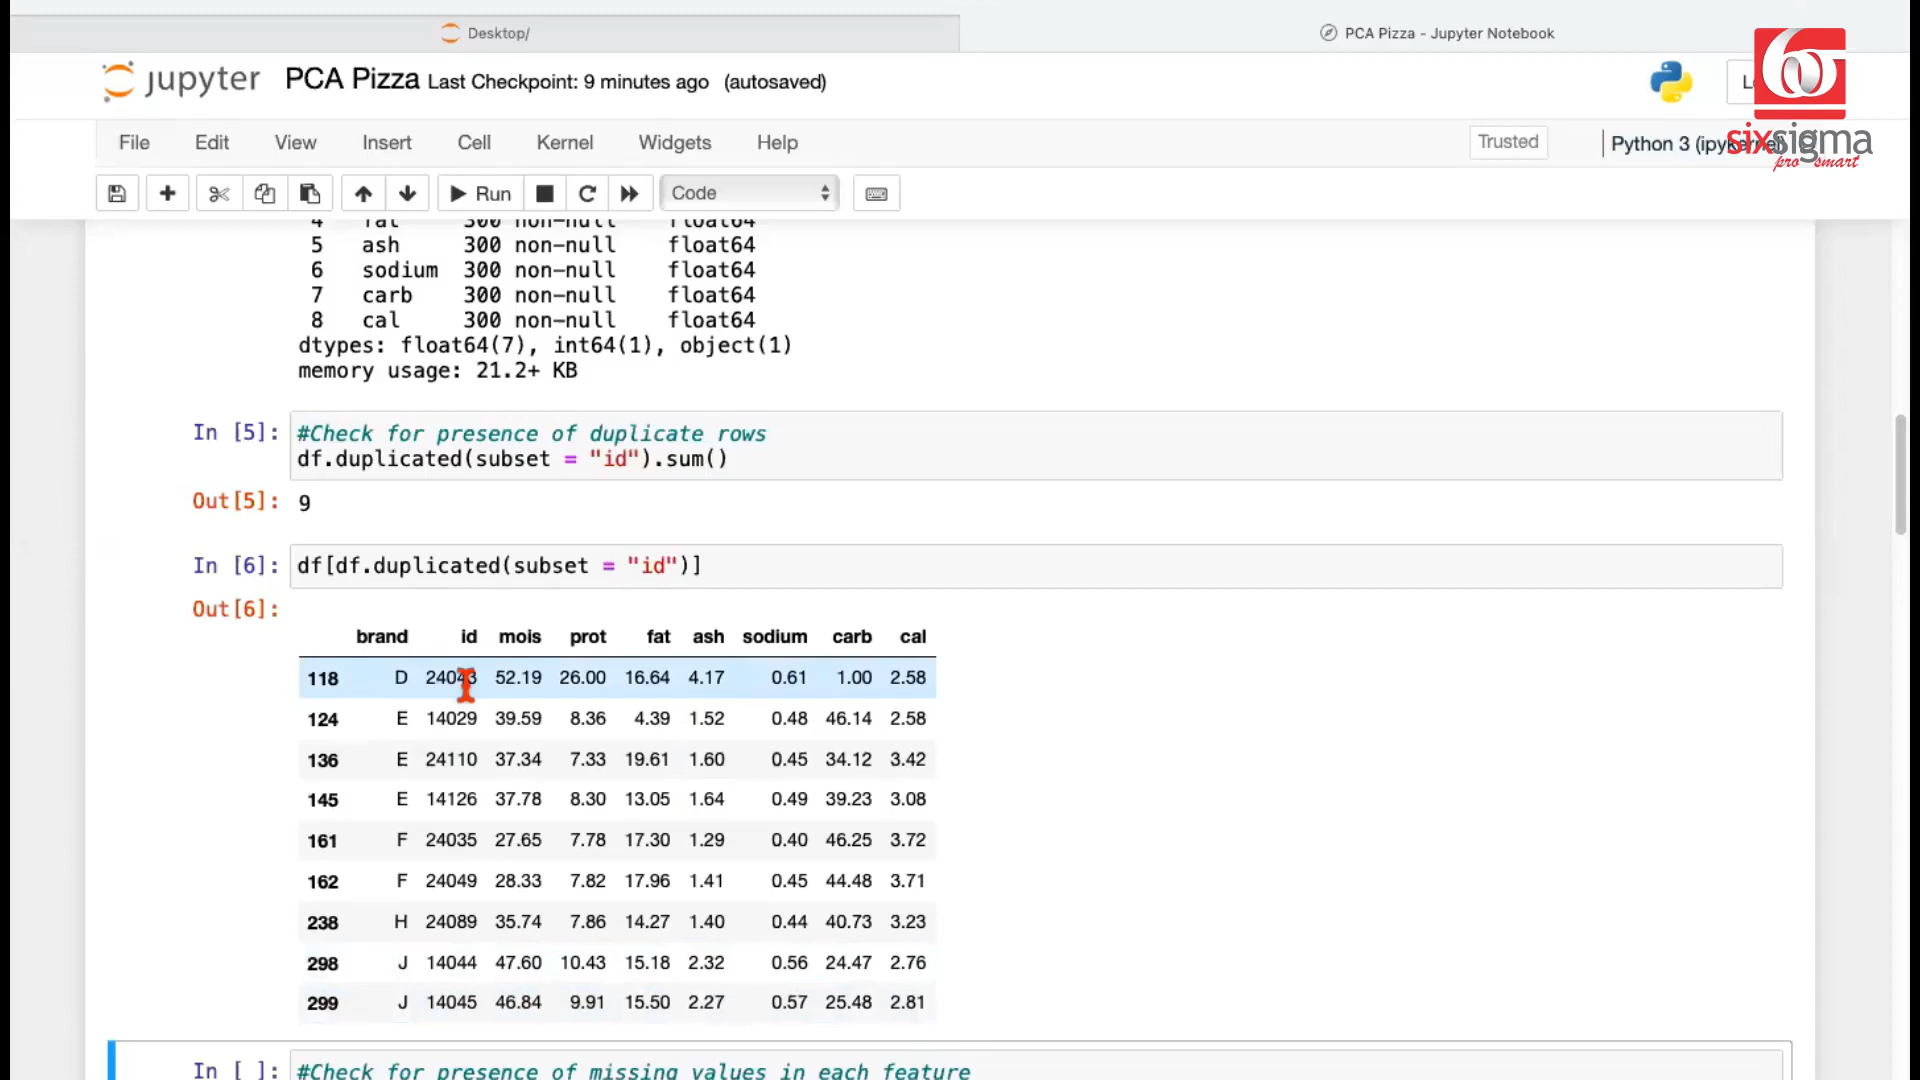 Desktop/
PCA Pizza - Jupyter Notebook
jupyter PCA Pizza Last Checkpoint: 9 minutes ago (autosaved)
File Edit View Insert Cell Kernel Widgets Help
Trusted
Python 3
sixsigma
pro smart
Run
Code
4 fat 300 non-null float64
5 ash 300 non-null float64
6 sodium 300 non-null float64
7 carb 300 non-null float64
8 cal 300 non-null float64
dtypes: float64(7), int64(1), object(1)
memory usage: 21.2+ KB
In [5]: #Check for presence of duplicate rows
df.duplicated(subset = "id").sum()
Out[5]: 9
In [6]: df[df.duplicated(subset = "id")]
Out[6]:
brand id mois prot fat ash sodium carb cal
118 D 24043 52.19 26.00 16.64 4.17 0.61 1.00 2.58
124 E 14029 39.59 8.36 4.39 1.52 0.48 46.14 2.58
136 E 24110 37.34 7.33 19.61 1.60 0.45 34.12 3.42
145 E 14126 37.78 8.30 13.05 1.64 0.49 39.23 3.08
161 F 24035 27.65 7.78 17.30 1.29 0.40 46.25 3.72
162 F 24049 28.33 7.82 17.96 1.41 0.45 44.48 3.71
238 H 24089 35.74 7.86 14.27 1.40 0.44 40.73 3.23
298 J 14044 47.60 10.43 15.18 2.32 0.56 24.47 2.76
299 J 14045 46.84 9.91 15.50 2.27 0.57 25.48 2.81
In [ ]: #Check for presence of missing values in each feature